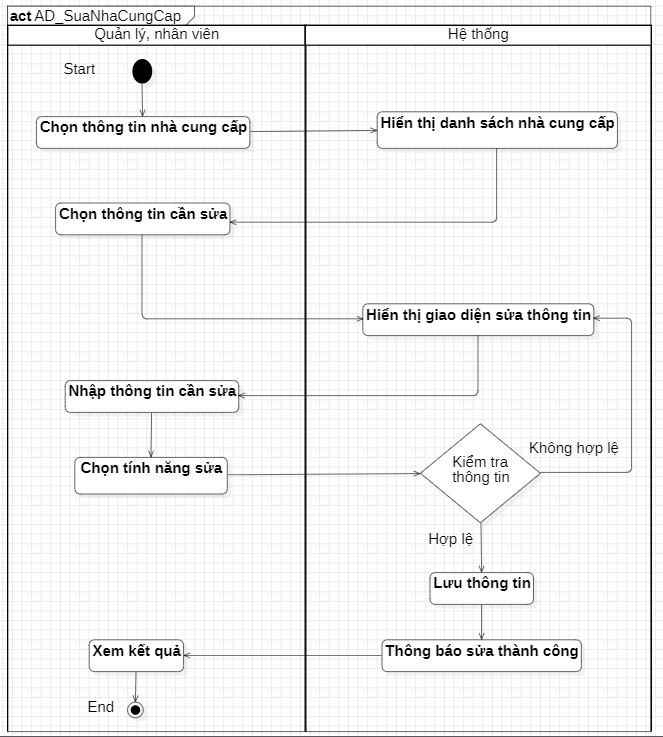 act AD_SuaNhaCungCap
Quản lý, nhân viên
Hệ thống
Start
Chọn thông tin nhà cung cấp
Hiển thị danh sách nhà cung cấp
Chọn thông tin cần sửa
Hiển thị giao diện sửa thông tin
Nhập thông tin cần sửa
Chọn tính năng sửa
Kiểm tra
thông tin
Không hợp lệ
Hợp lệ
Lưu thông tin
Xem kết quả
Thông báo sửa thành công
End